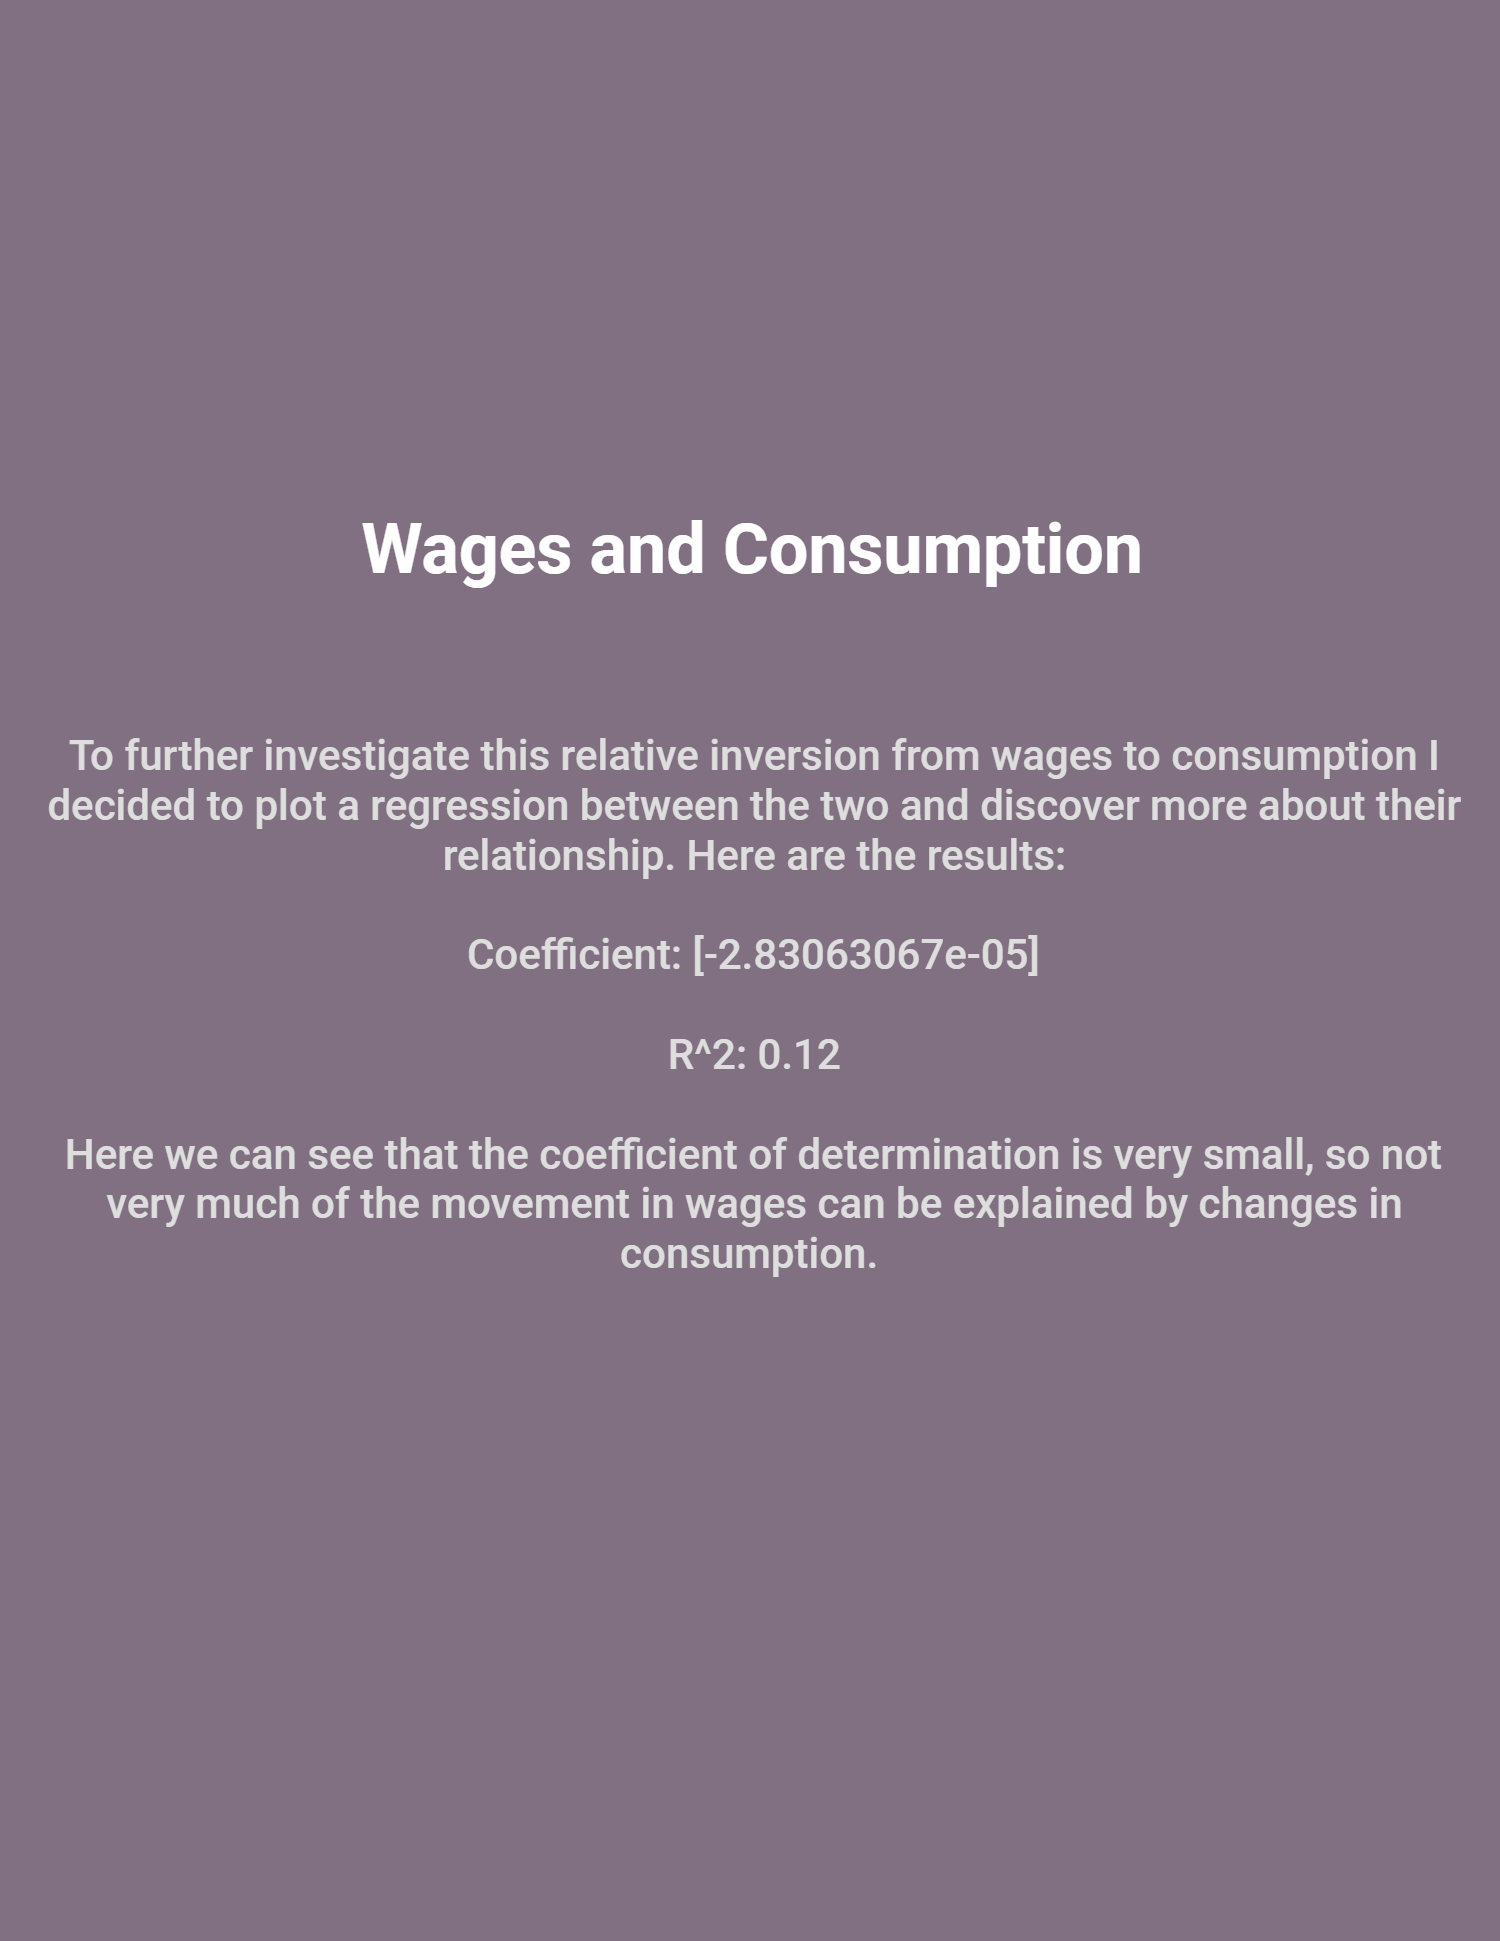 Wages and Consumption
To further investigate this relative inversion from wages to consumption I
decided to plot a regression between the two and discover more about their
relationship. Here are the results:
Coefficient: [-2.83063067e-05]
R^2: 0.12
Here we can see that the coefficient of determination is very small, so not
very much of the movement in wages can be explained by changes in
consumption.